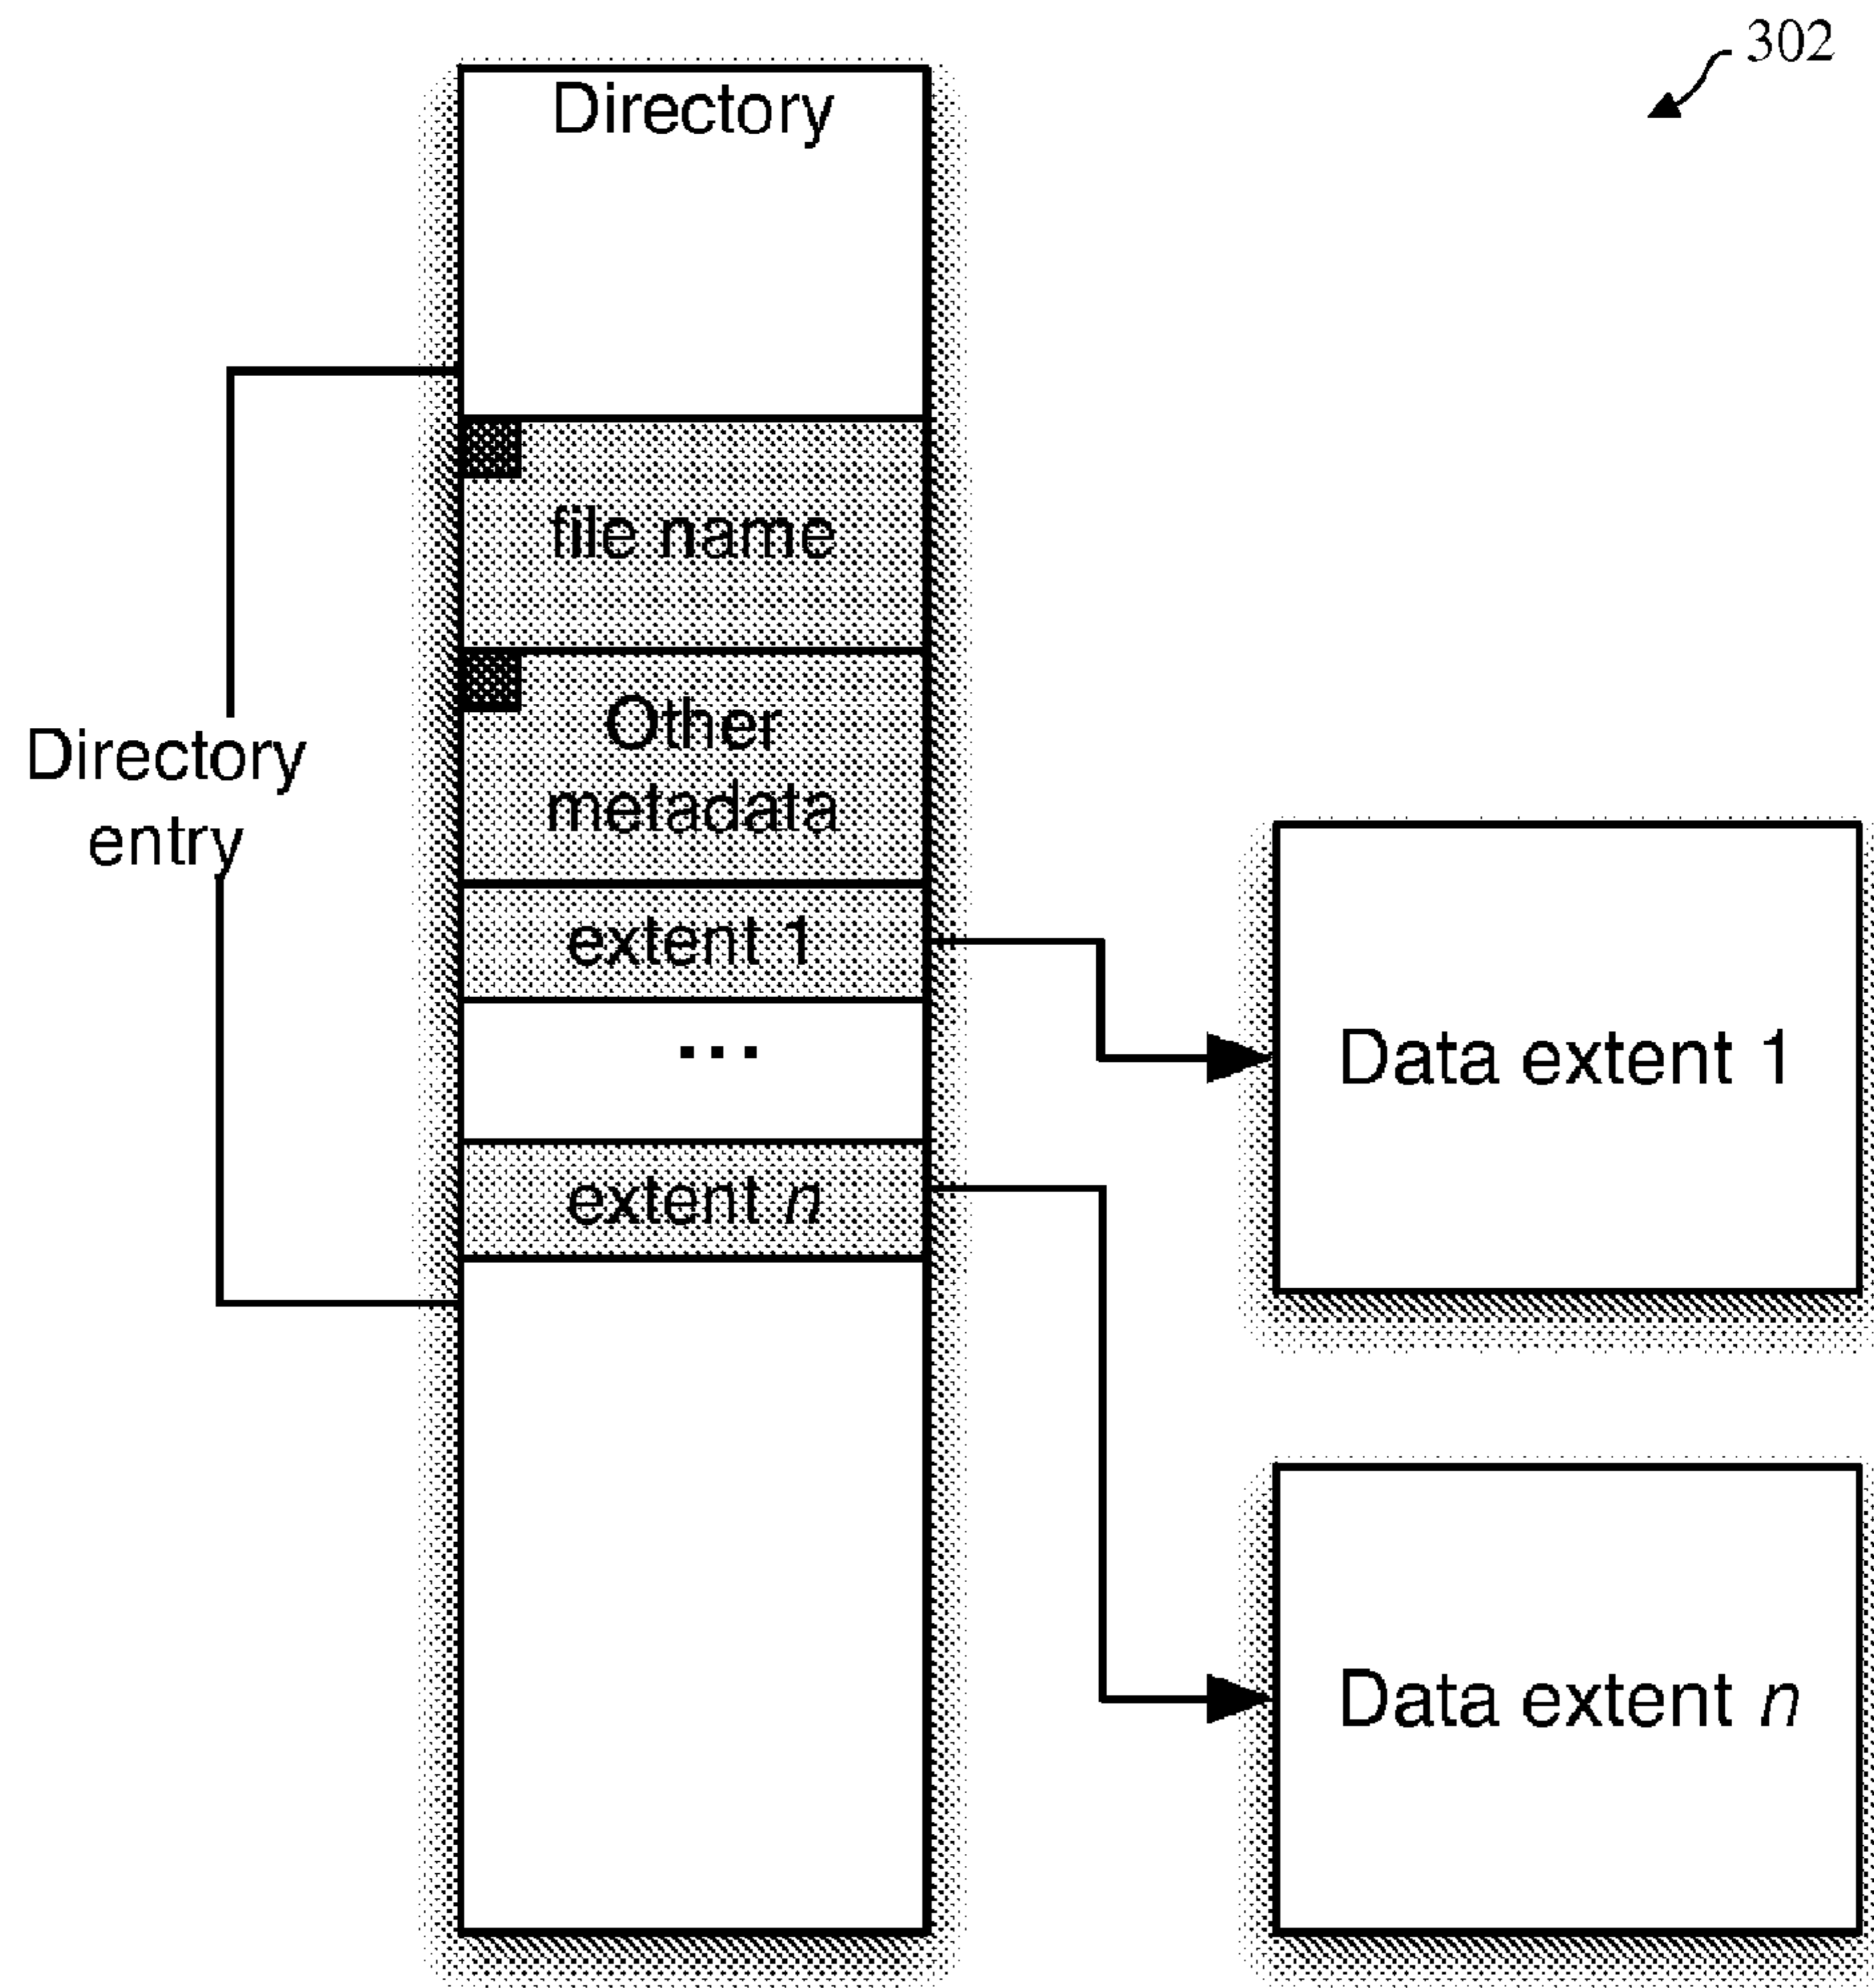 302
Directory
file name
Other
metadata
Directory
entry
extent 1
...
extent n
Data extent 1
Data extent n